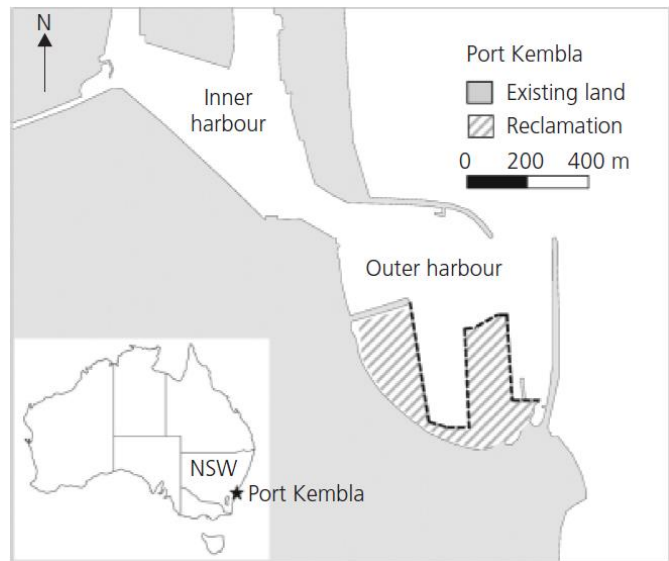 N
Port Kembla
Existing land
Reclamation
0 200 400 m
Inner
harbour
Outer harbour
NSW
Port Kembla